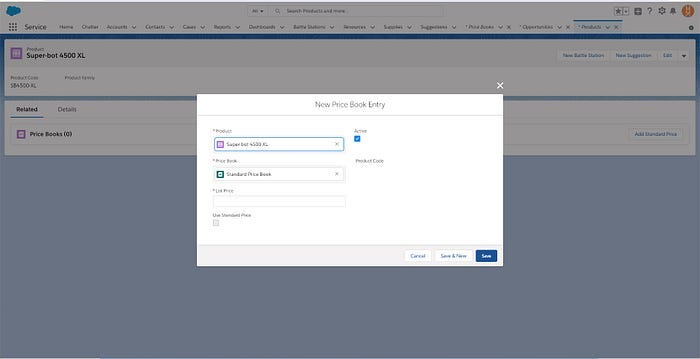 All
Search Products and more...
Service
Home
Chatter
Accounts
Contacts
Cases
Reports
Dashboards
Battle Stations
Resources
Supplies
Suggestions
* Price Books
* Opportunities
* Products
Product
Super-bot 4500 XL
New Battle Station
New Suggestion
Edit
Product Code
Product Family
SB4500-XL
Related
Details
Price Books (0)
Add Standard Price
New Price Book Entry
* Product
Active
Super-bot 4500 XL
* Price Book
Product Code
Standard Price Book
* List Price
Use Standard Price
Cancel
Save & New
Save